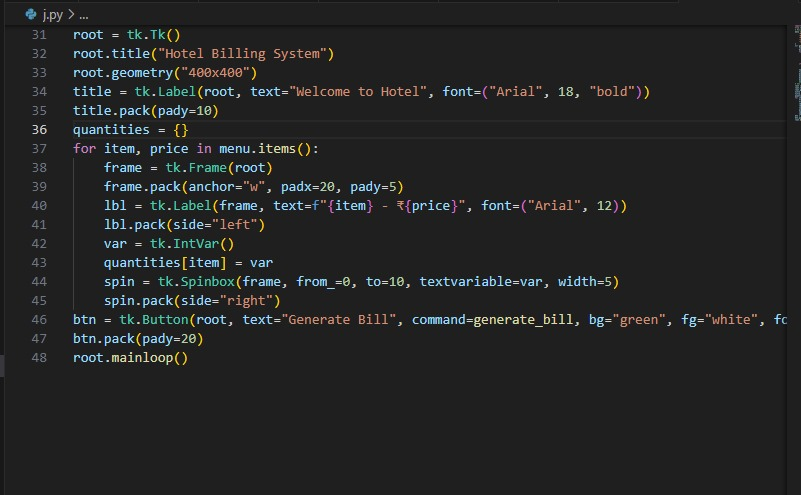 j.py > ...
31 root = tk.Tk()
32 root.title("Hotel Billing System")
33 root.geometry("400x400")
34 title = tk.Label(root, text="Welcome to Hotel", font=("Arial", 18, "bold"))
35 title.pack(pady=10)
36 quantities = {}
37 for item, price in menu.items():
38     frame = tk.Frame(root)
39     frame.pack(anchor="w", padx=20, pady=5)
40     lbl = tk.Label(frame, text=f"{item} - ₹{price}", font=("Arial", 12))
41     lbl.pack(side="left")
42     var = tk.IntVar()
43     quantities[item] = var
44     spin = tk.Spinbox(frame, from_=0, to=10, textvariable=var, width=5)
45     spin.pack(side="right")
46 btn = tk.Button(root, text="Generate Bill", command=generate_bill, bg="green", fg="white",
47 btn.pack(pady=20)
48 root.mainloop()